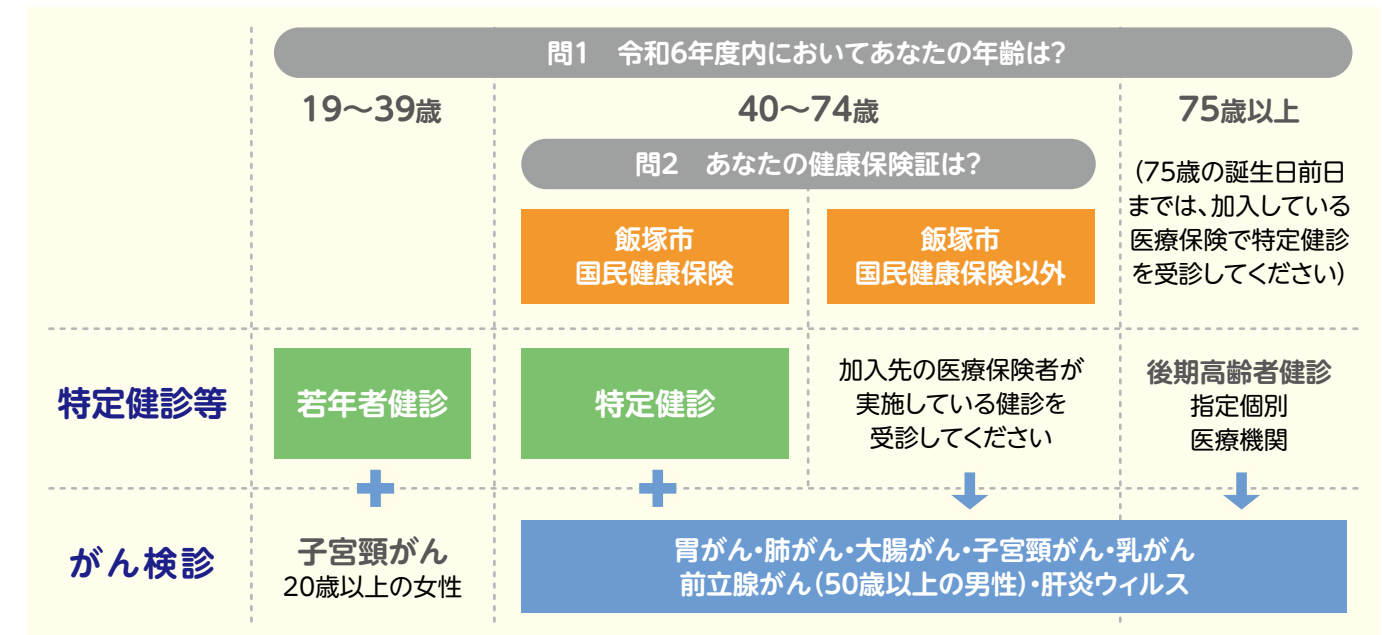 問1 令和6年度内においてあなたの年齢は?
19～39歳
40～74歳
75歳以上
(75歳の誕生日前日
までは、加入している
医療保険で特定健診
を受診してください)
問2 あなたの健康保険証は?
飯塚市
国民健康保険
飯塚市
国民健康保険以外
特定健診等
若年者健診
特定健診
加入先の医療保険者が
実施している健診を
受診してください
後期高齢者健診
指定個別
医療機関
がん検診
子宮頸がん
20歳以上の女性
胃がん・肺がん・大腸がん・子宮頸がん・乳がん
前立腺がん(50歳以上の男性)・肝炎ウィルス